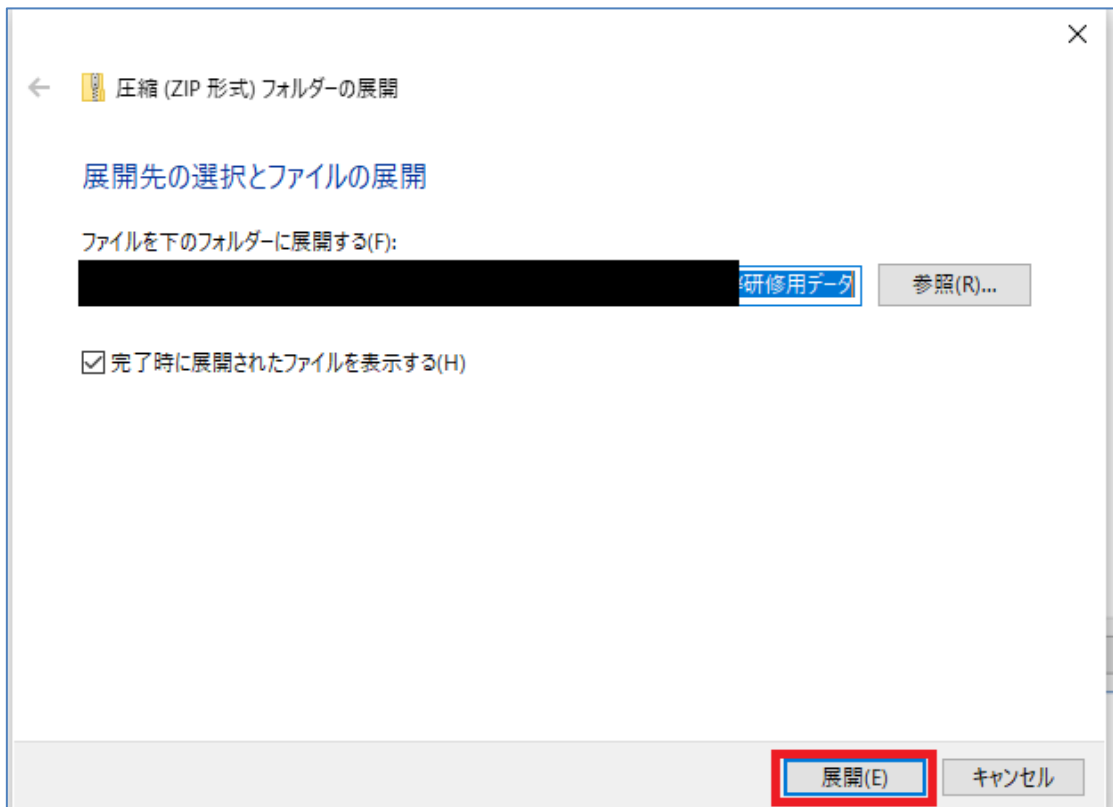 圧縮 (ZIP 形式) フォルダーの展開
展開先の選択とファイルの展開
ファイルを下のフォルダーに展開する(F):
研修用データ
参照(R)...
完了時に展開されたファイルを表示する(H)
展開(E)
キャンセル